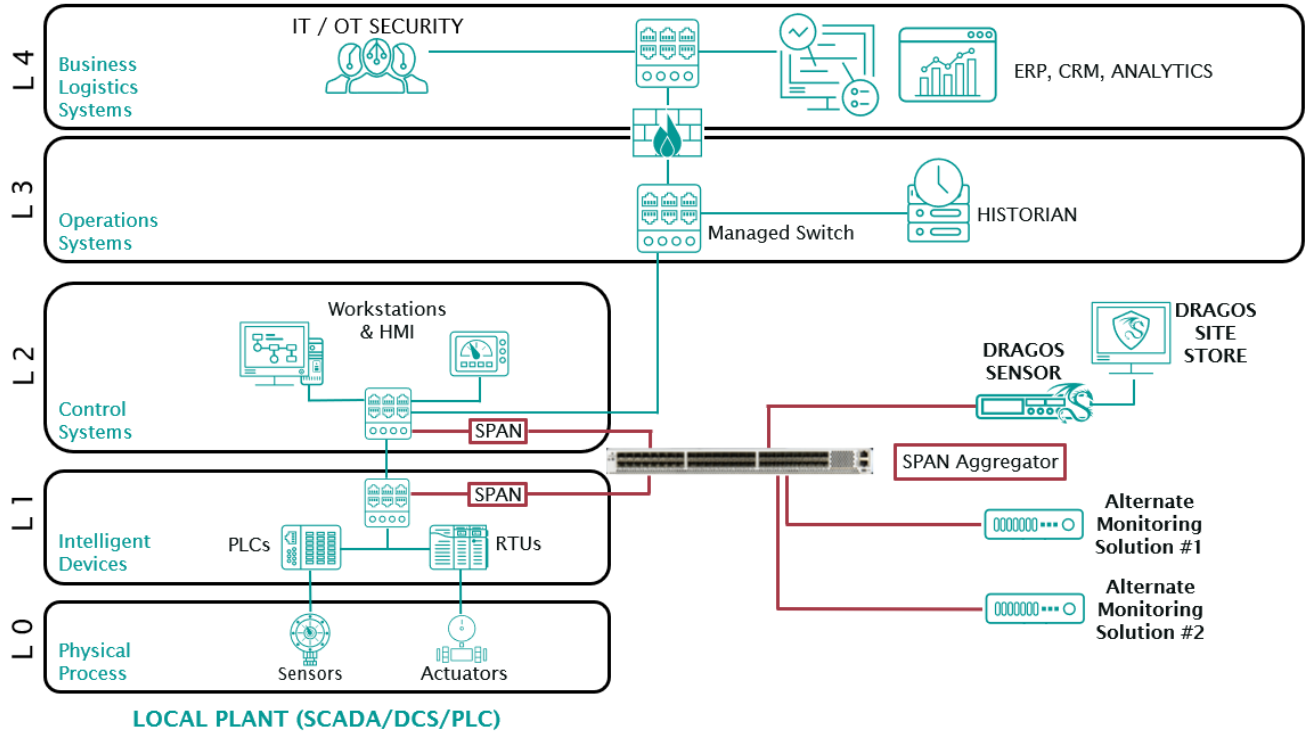 L 4
Business
Logistics
Systems
IT / OT SECURITY
ERP, CRM, ANALYTICS
L 3
Operations
Systems
Managed Switch
HISTORIAN
L 2
Control
Systems
Workstations
& HMI
SPAN
DRAGOS
SENSOR
DRAGOS
SITE
STORE
SPAN Aggregator
L 1
Intelligent
Devices
SPAN
PLCs
RTUs
Alternate
Monitoring
Solution #1
Alternate
Monitoring
Solution #2
L 0
Physical
Process
Sensors
Actuators
LOCAL PLANT (SCADA/DCS/PLC)